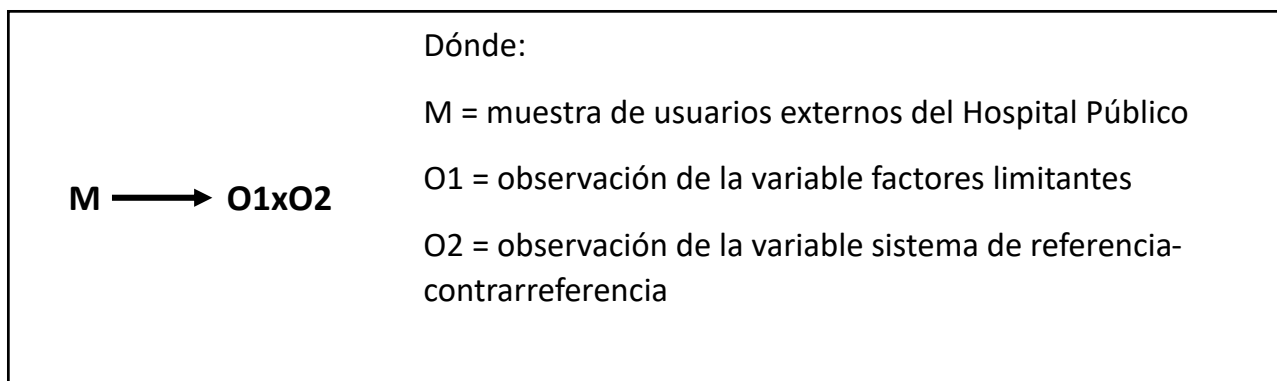 Dónde:
M = muestra de usuarios externos del Hospital Público
O1 = observación de la variable factores limitantes
M → O1xO2
O2 = observación de la variable sistema de referencia-
contrarreferencia